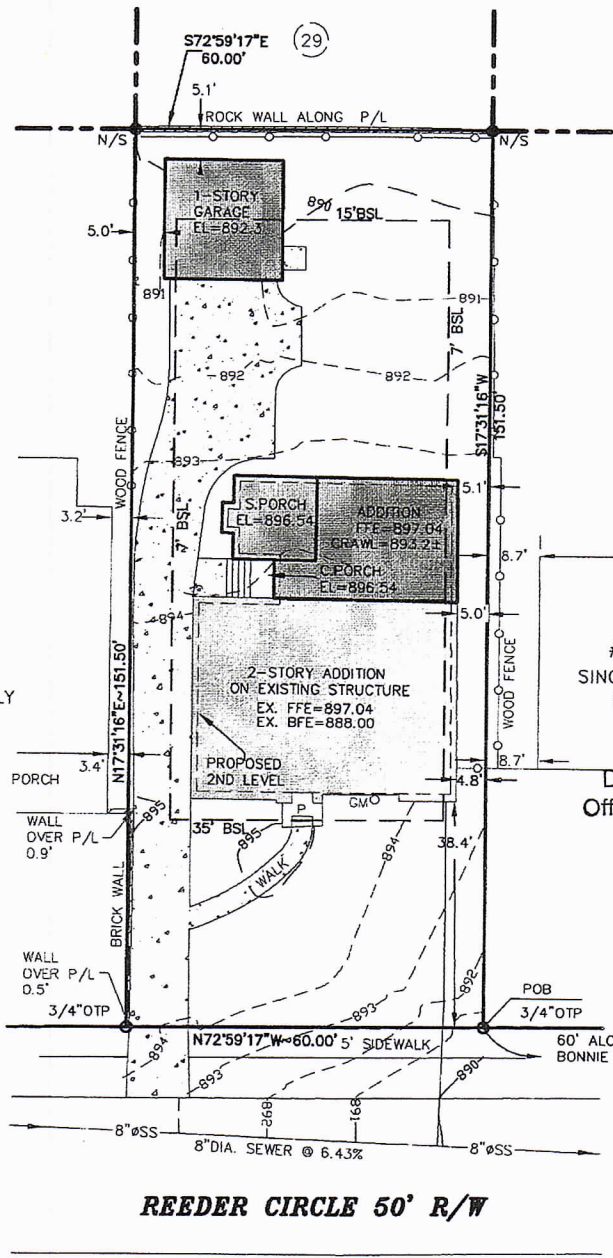 S72°59'17"E
60.00'
29
5.1'
ROCK WALL ALONG P/L
N/S
N/S
1-STORY
GARAGE
EL=892.3
890
15'BSL
5.0'
891
891
7' BSL
892
892
S17°31'16"W
151.50'
WOOD FENCE
893
3.2'
7' BSL
S.PORCH
EL=896.54
ADDITION
FFE=897.04
CRAWL=893.2±
5.1'
8.7'
C.PORCH
EL=896.54
894
5.0'
N17°31'16"E~151.50'
2-STORY ADDITION
ON EXISTING STRUCTURE
EX. FFE=897.04
EX. BFE=888.00
WOOD FENCE
SINC
LY
PROPOSED
2ND LEVEL
3.4'
8.7'
4.8'
PORCH
D
Off
P
GM
WALL
OVER P/L
0.9'
895
35' BSL
895
894
38.4'
WALK
BRICK WALL
WALL
OVER P/L
0.5'
892
POB
3/4"OTP
3/4"OTP
893
894
N72°59'17"W~60.00'
5' SIDEWALK
60' ALO
BONNIE
890
893
892
891
8"øSS
8"DIA. SEWER @ 6.43%
8"øSS
REEDER CIRCLE 50' R/W